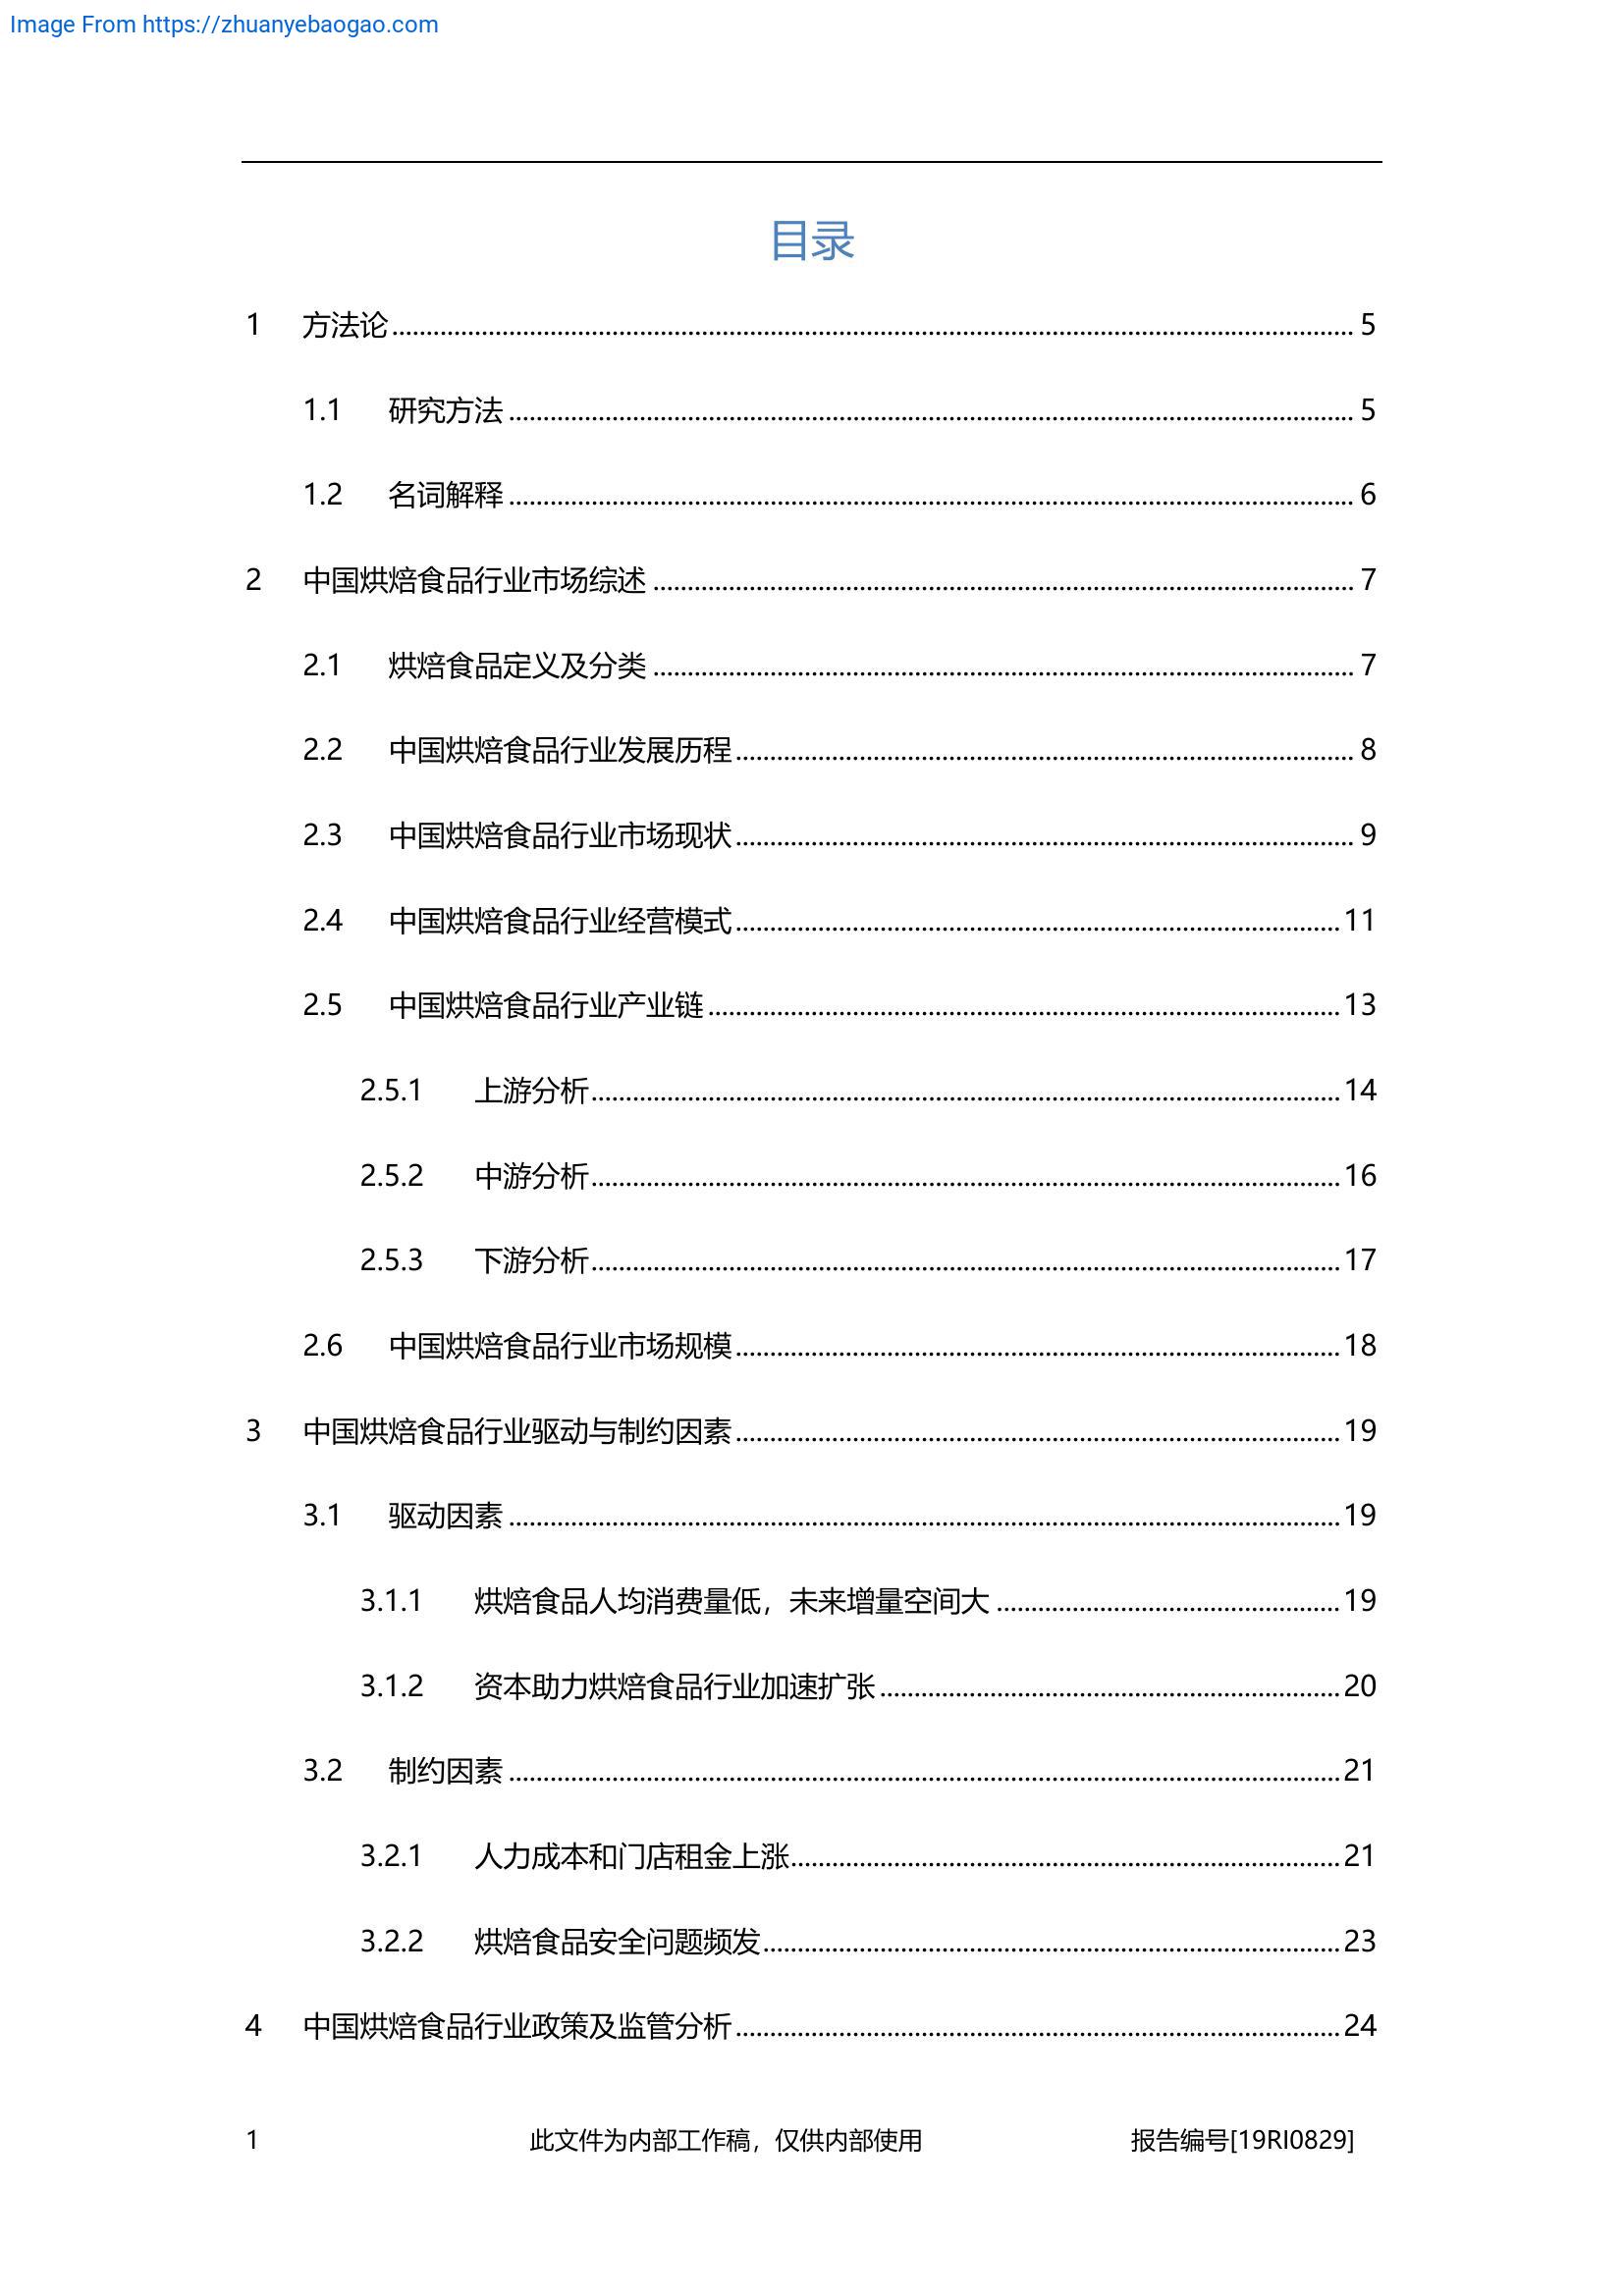 Image From https://zhuanyebaogao.com
目录
1 方法论 5
1.1 研究方法 5
1.2 名词解释 6
2 中国烘焙食品行业市场综述 7
2.1 烘焙食品定义及分类 7
2.2 中国烘焙食品行业发展历程 8
2.3 中国烘焙食品行业市场现状 9
2.4 中国烘焙食品行业经营模式 11
2.5 中国烘焙食品行业产业链 13
2.5.1 上游分析 14
2.5.2 中游分析 16
2.5.3 下游分析 17
2.6 中国烘焙食品行业市场规模 18
3 中国烘焙食品行业驱动与制约因素 19
3.1 驱动因素 19
3.1.1 烘焙食品人均消费量低，未来增量空间大 19
3.1.2 资本助力烘焙食品行业加速扩张 20
3.2 制约因素 21
3.2.1 人力成本和门店租金上涨 21
3.2.2 烘焙食品安全问题频发 23
4 中国烘焙食品行业政策及监管分析 24
1 此文件为内部工作稿，仅供内部使用 报告编号[19RI0829]